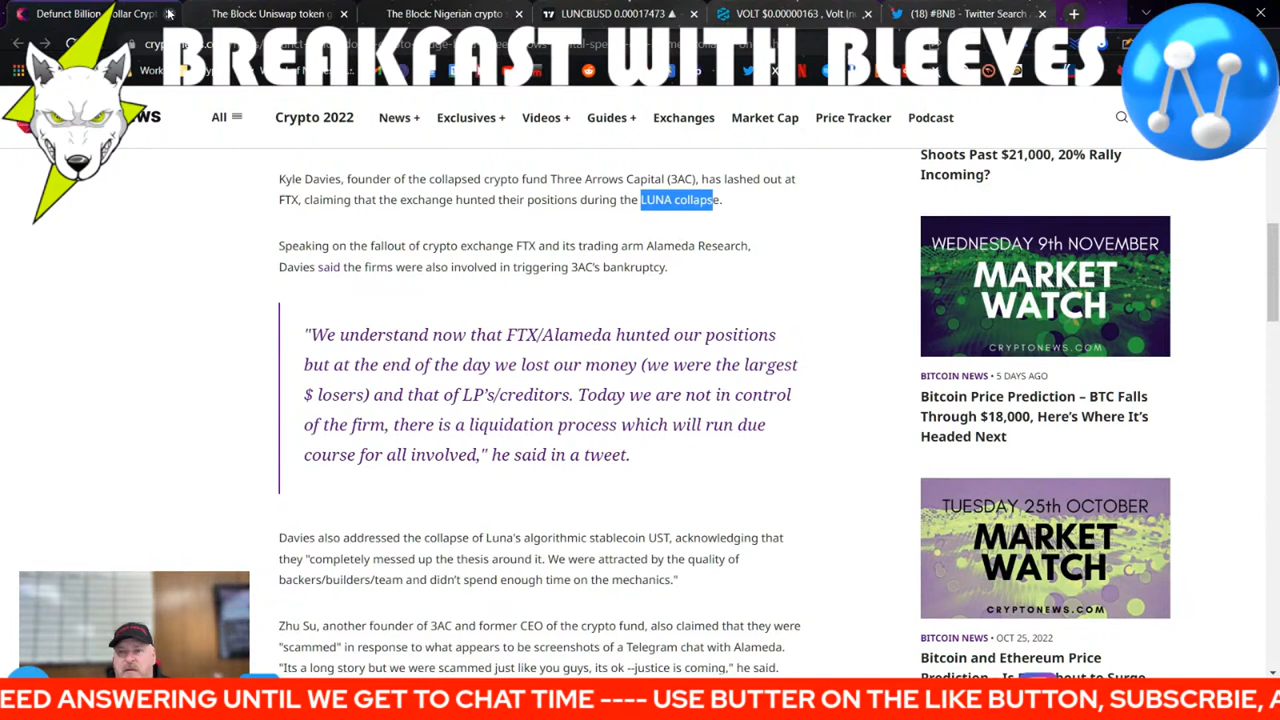 Defunct Billion Dollar Crypt
The Block: Uniswap token g
The Block: Nigerian crypto s
LUNCBUSD 0.00017473 ▲
VOLT $0.00000163 , Volt In
(18) #BNB - Twitter Search
BREAKFAST WITH BLEEVES
ws
All
Crypto 2022
News +
Exclusives +
Videos +
Guides +
Exchanges
Market Cap
Price Tracker
Podcast
Kyle Davies, founder of the collapsed crypto fund Three Arrows Capital (3AC), has lashed out at
FTX, claiming that the exchange hunted their positions during the LUNA collapse.
Speaking on the fallout of crypto exchange FTX and its trading arm Alameda Research,
Davies said the firms were also involved in triggering 3AC's bankruptcy.
"We understand now that FTX/Alameda hunted our positions
but at the end of the day we lost our money (we were the largest
$ losers) and that of LP's/creditors. Today we are not in control
of the firm, there is a liquidation process which will run due
course for all involved," he said in a tweet.
Davies also addressed the collapse of Luna's algorithmic stablecoin UST, acknowledging that
they "completely messed up the thesis around it. We were attracted by the quality of
backers/builders/team and didn't spend enough time on the mechanics."
Zhu Su, another founder of 3AC and former CEO of the crypto fund, also claimed that they were
"scammed" in response to what appears to be screenshots of a Telegram chat with Alameda.
"Its a long story but we were scammed just like you guys, its ok --justice is coming," he said.
Shoots Past $21,000, 20% Rally
Incoming?
WEDNESDAY 9th NOVEMBER
MARKET
WATCH
CRYPTONEWS.COM
BITCOIN NEWS • 5 DAYS AGO
Bitcoin Price Prediction – BTC Falls
Through $18,000, Here's Where It's
Headed Next
TUESDAY 25th OCTOBER
MARKET
WATCH
CRYPTONEWS.COM
BITCOIN NEWS • OCT 25, 2022
Bitcoin and Ethereum Price
EED ANSWERING UNTIL WE GET TO CHAT TIME ---- USE BUTTER ON THE LIKE BUTTON, SUBSCRBIE, A